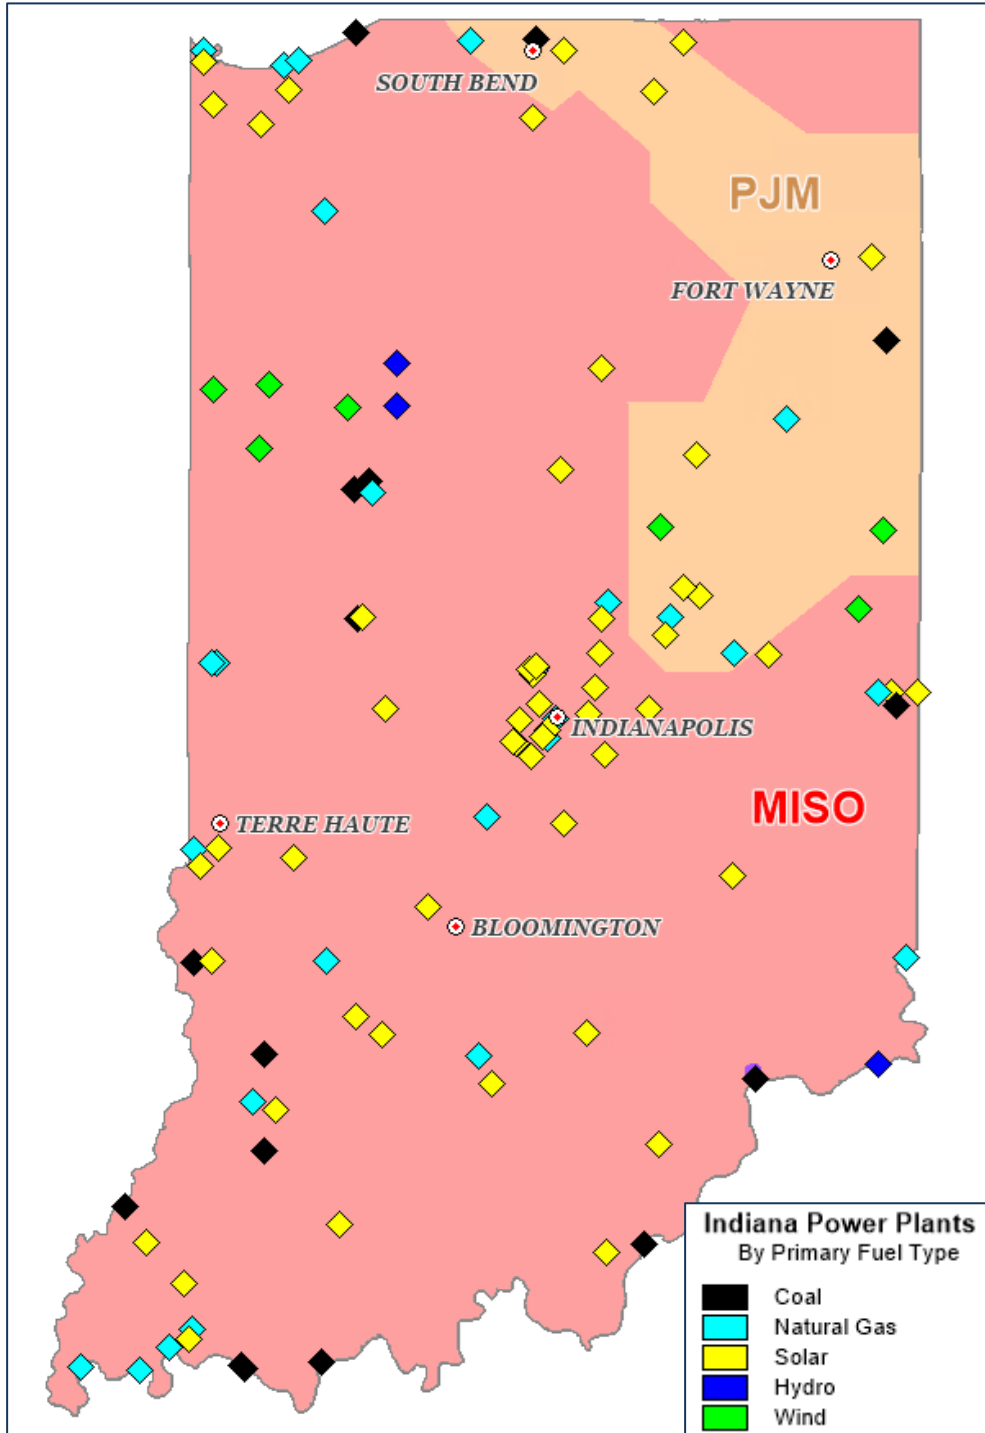 SOUTH BEND
PJM
FORT WAYNE
INDIANAPOLIS
MISO
TERRE HAUTE
BLOOMINGTON
Indiana Power Plants
By Primary Fuel Type
Coal
Natural Gas
Solar
Hydro
Wind